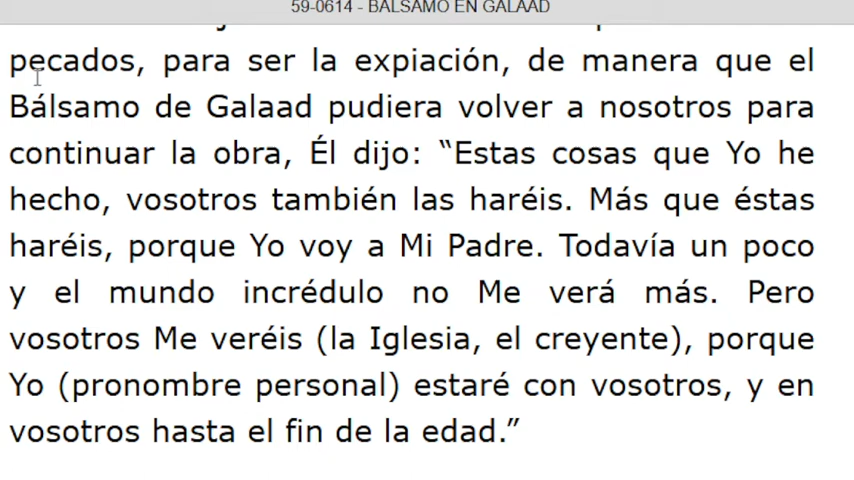 59-0614 - BÁLSAMO EN GALAAD
pecados, para ser la expiación, de manera que el
Bálsamo de Galaad pudiera volver a nosotros para
continuar la obra, Él dijo: “Estas cosas que Yo he
hecho, vosotros también las haréis. Más que éstas
haréis, porque Yo voy a Mi Padre. Todavía un poco
y el mundo incrédulo no Me verá más. Pero
vosotros Me veréis (la Iglesia, el creyente), porque
Yo (pronombre personal) estaré con vosotros, y en
vosotros hasta el fin de la edad.”